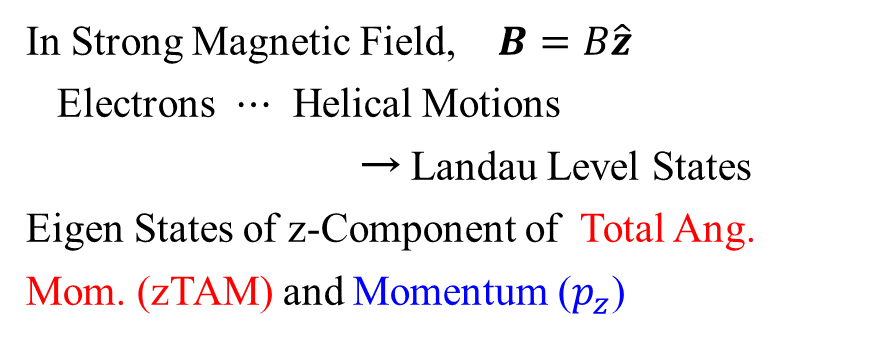 In Strong Magnetic Field, 𝑩 = 𝐵ẑ
Electrons ⋯ Helical Motions
→ Landau Level States
Eigen States of z-Component of Total Ang.
Mom. (zTAM) and Momentum (𝑝𝑧)